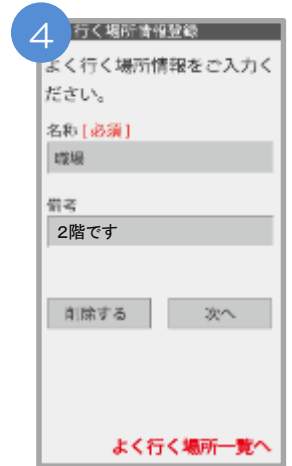 4
行く場所情報登録
よく行く場所情報をご入力く
ださい。
名称[必須]
職場
備考
2階です
削除する
次へ
よく行く場所一覧へ